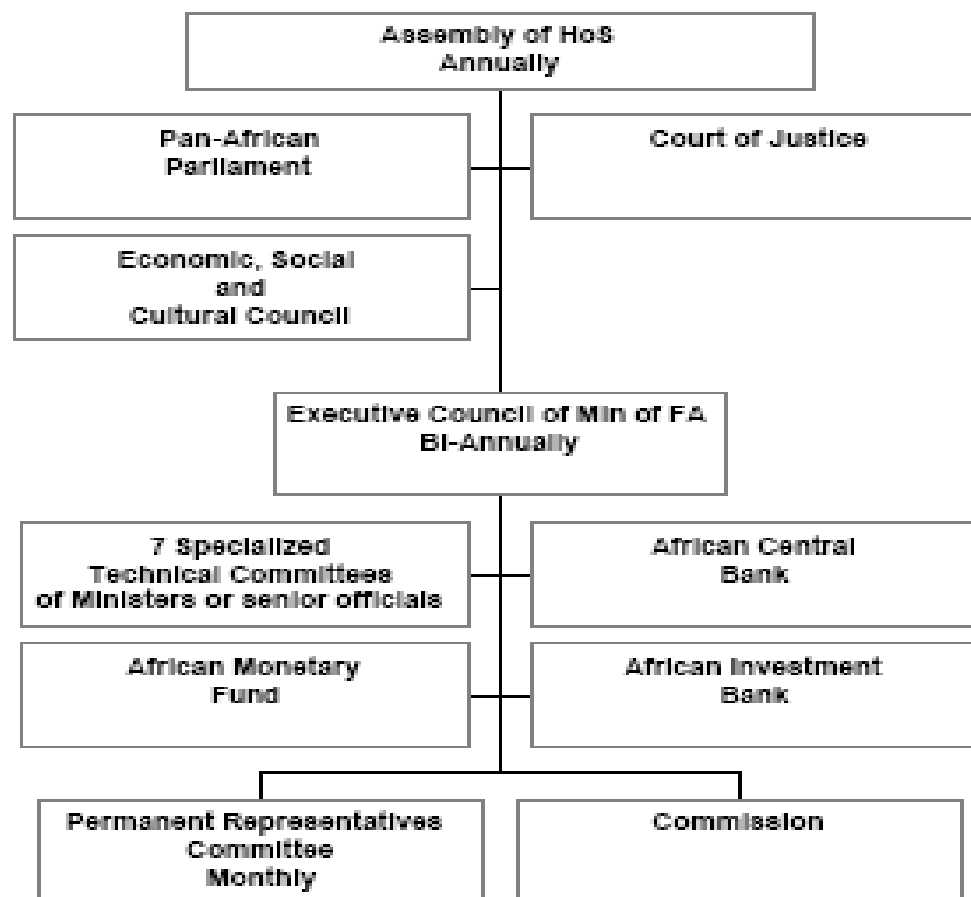 Assembly of HoS
Annually
Pan-African
Parliament
Court of Justice
Economic, Social
and
Cultural Council
Executive Council of Min of FA
Bi-Annually
7 Specialized
Technical Committees
of Ministers or senior officials
African Central
Bank
African Monetary
Fund
African Investment
Bank
Permanent Representatives
Committee
Monthly
Commission